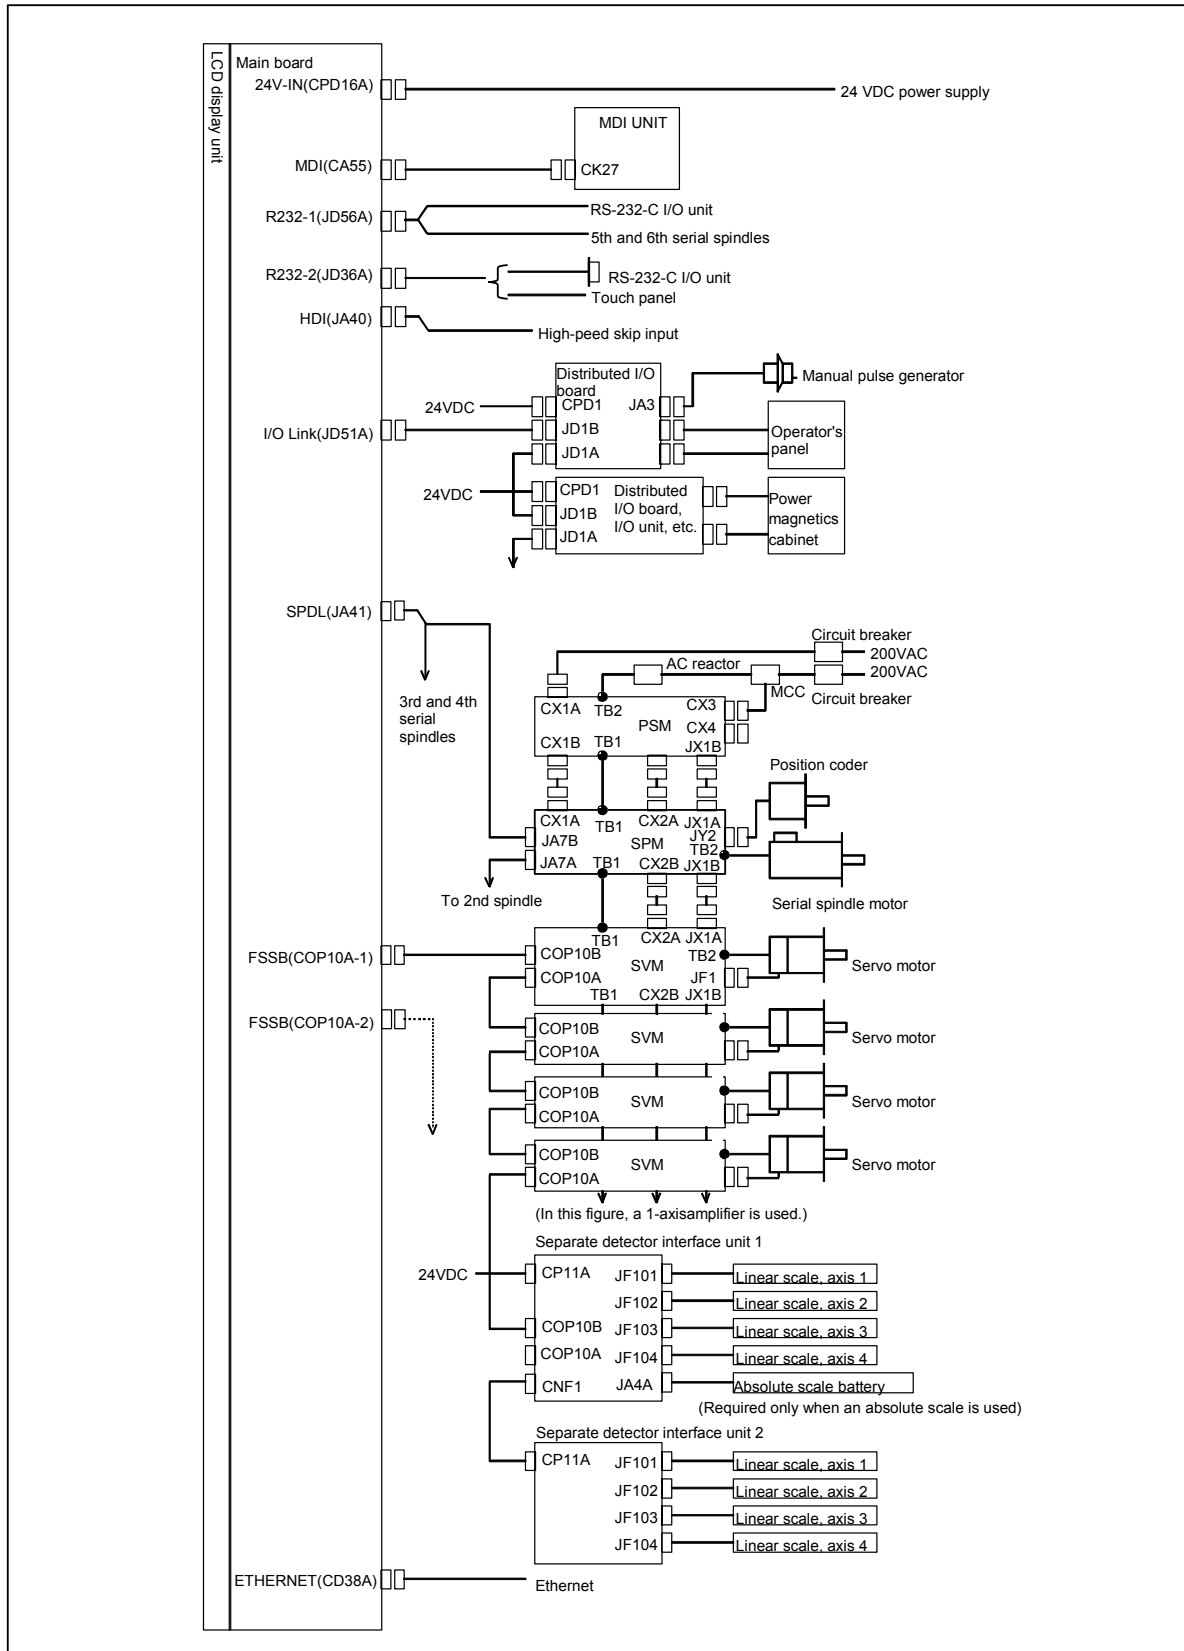 LCD display unit
Main board
24V-IN(CPD16A)
24 VDC power supply
MDI UNIT
MDI(CA55)
CK27
R232-1(JD56A)
RS-232-C I/O unit
5th and 6th serial spindles
R232-2(JD36A)
RS-232-C I/O unit
Touch panel
HDI(JA40)
High-peed skip input
Distributed I/O
board
Manual pulse generator
24VDC
CPD1
JA3
I/O Link(JD51A)
JD1B
JD1A
Operator's
panel
24VDC
CPD1
JD1B
JD1A
Distributed
I/O board,
I/O unit, etc.
Power
magnetics
cabinet
SPDL(JA41)
3rd and 4th
serial
spindles
Circuit breaker
200VAC
AC reactor
200VAC
MCC
Circuit breaker
CX1A
TB2
CX3
PSM
CX4
CX1B
TB1
JX1B
Position coder
CX1A
TB1
CX2A
JX1A
JA7B
SPM
JY2
TB2
JA7A
TB1
CX2B
JX1B
To 2nd spindle
Serial spindle motor
FSSB(COP10A-1)
TB1
CX2A
JX1A
COP10B
TB2
COP10A
SVM
JF1
TB1
CX2B
JX1B
Servo motor
FSSB(COP10A-2)
COP10B
COP10A
SVM
Servo motor
COP10B
COP10A
SVM
Servo motor
COP10B
COP10A
SVM
Servo motor
(In this figure, a 1-axisamplifier is used.)
Separate detector interface unit 1
24VDC
CP11A
JF101
Linear scale, axis 1
JF102
Linear scale, axis 2
COP10B
JF103
Linear scale, axis 3
COP10A
JF104
Linear scale, axis 4
CNF1
JA4A
Absolute scale battery
(Required only when an absolute scale is used)
Separate detector interface unit 2
CP11A
JF101
Linear scale, axis 1
JF102
Linear scale, axis 2
JF103
Linear scale, axis 3
JF104
Linear scale, axis 4
ETHERNET(CD38A)
Ethernet